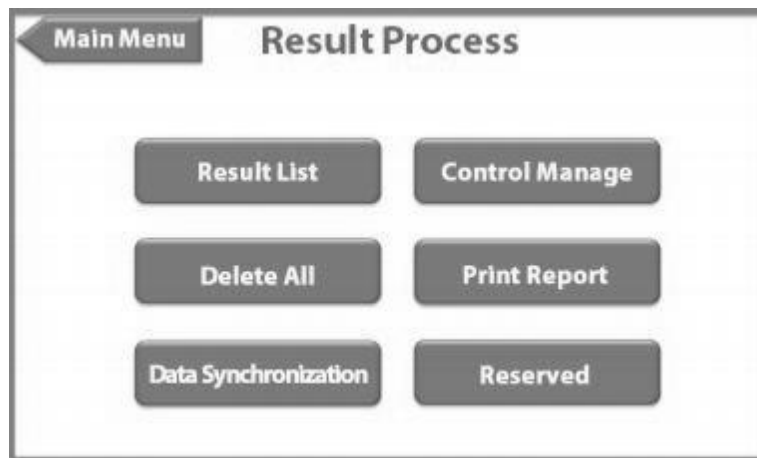 Main Menu
Result Process
Result List
Control Manage
Delete All
Print Report
Data Synchronization
Reserved